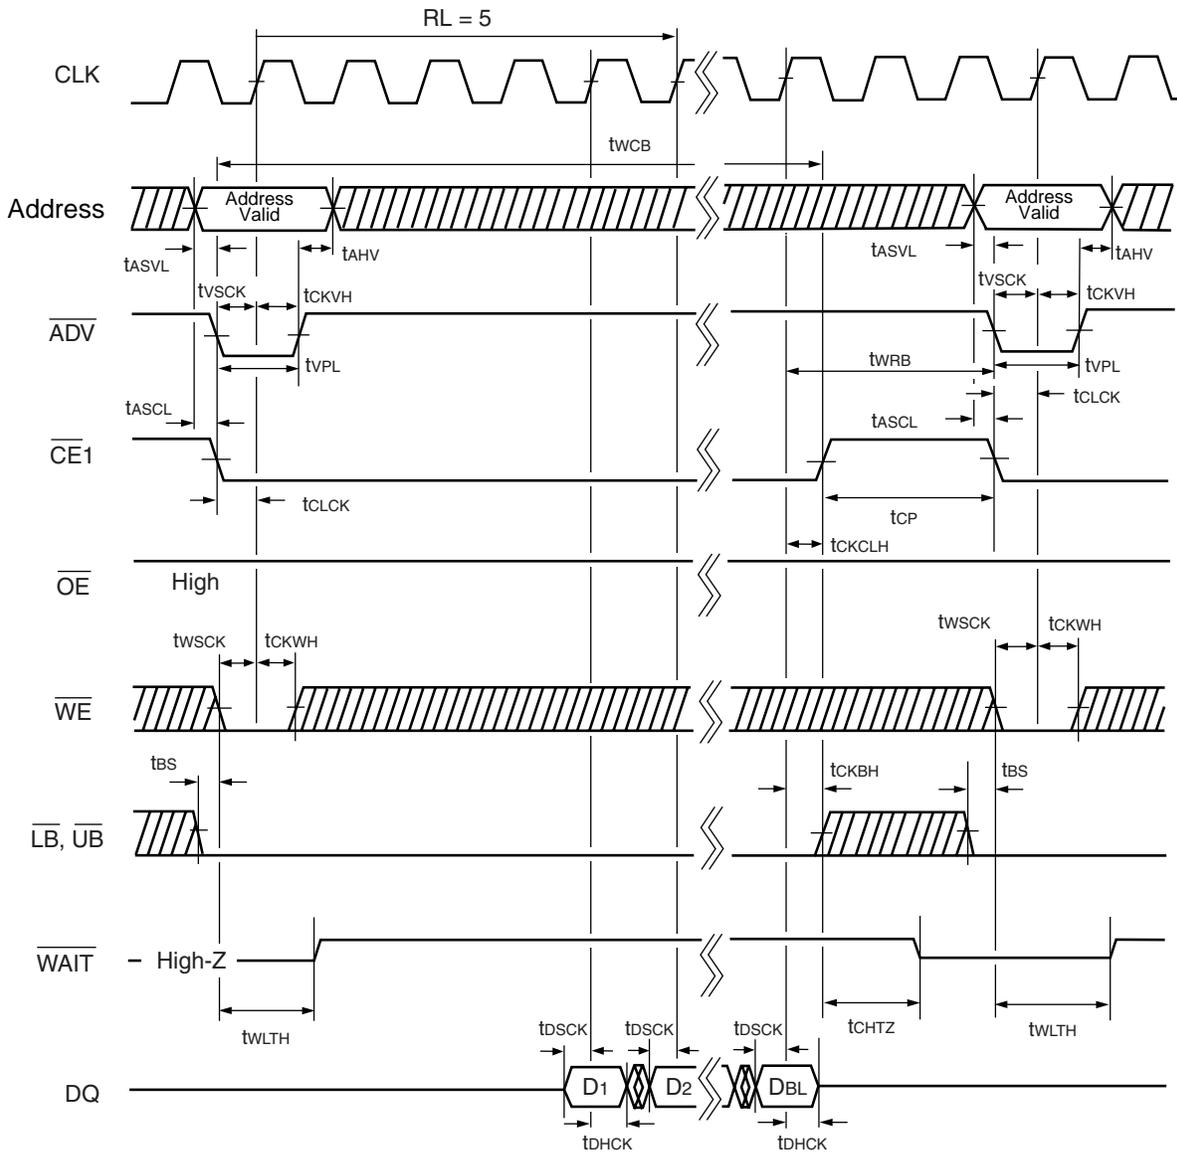 RL = 5
CLK
tWCB
Address
Address Valid
Address Valid
tASVL
tAHV
tASVL
tAHV
tVSCK
tCKVH
tVSCK
tCKVH
ADV
tVPL
tWRB
tVPL
tASCL
tCLCK
tASCL
CE1
tCLCK
tCP
tCKCLH
OE
High
tWSCK
tCKWH
tWSCK
tCKWH
WE
tBS
tCKBH
tBS
LB, UB
WAIT
High-Z
tWLTH
tCHTZ
tWLTH
tDSCK
tDSCK
tDSCK
DQ
D1
D2
DBL
tDHCK
tDHCK